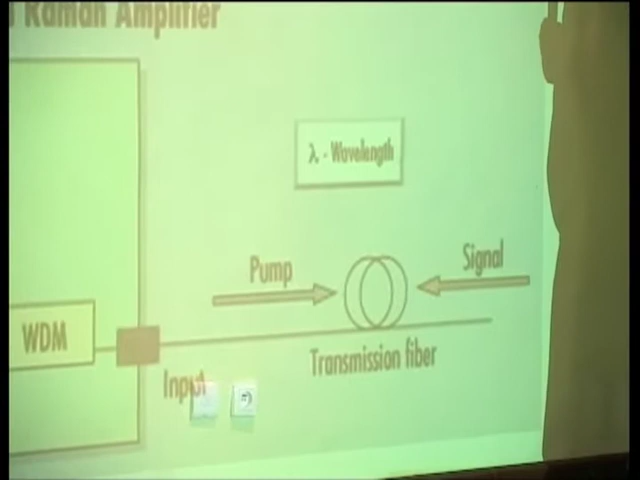 Raman Amplifier
λ - Wavelength
Pump
Signal
WDM
Transmission fiber
Input